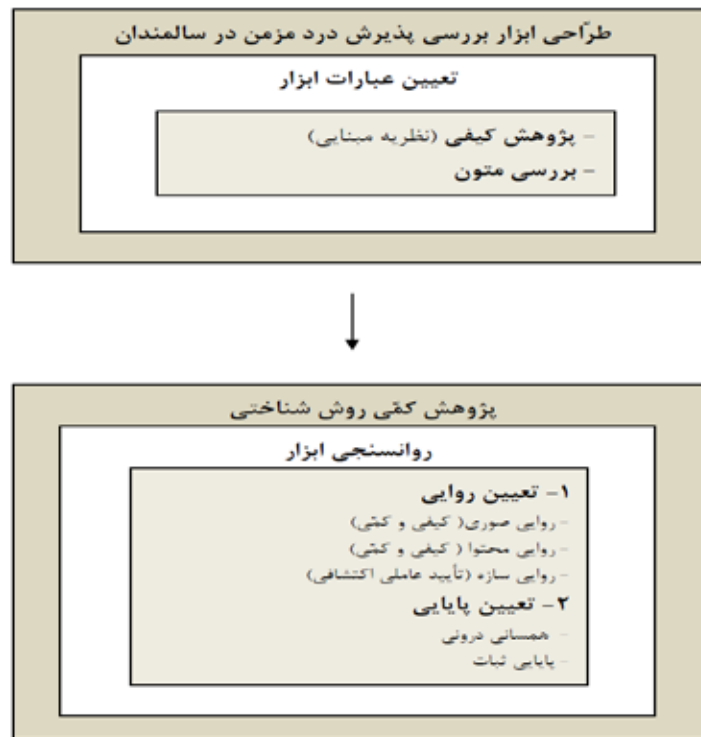 طرّاحی ابزار بررسی پذیرش درد مزمن در سالمندان
تعیین عبارات ابزار
- پژوهش کیفی (نظریه مبنایی)
- بررسی متون
پژوهش کمّی روش شناختی
روانسنجی ابزار
۱- تعیین روایی
- روایی صوری( کیفی و کمّی)
- روایی محتوا ( کیفی و کمّی)
- روایی سازه (تأیید عاملی اکتشافی)
۲- تعیین پایایی
- همسانی درونی
- پایایی ثبات